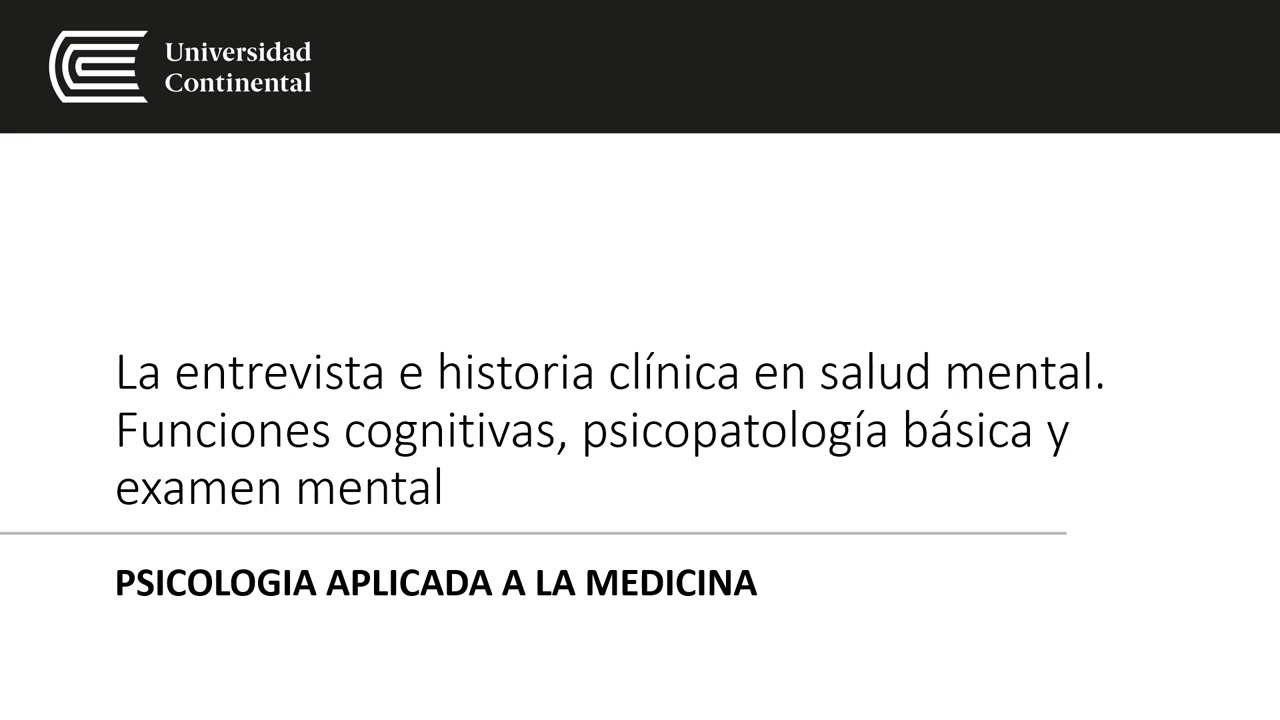 Universidad
Continental
La entrevista e historia clínica en salud mental.
Funciones cognitivas, psicopatología básica y
examen mental
PSICOLOGIA APLICADA A LA MEDICINA